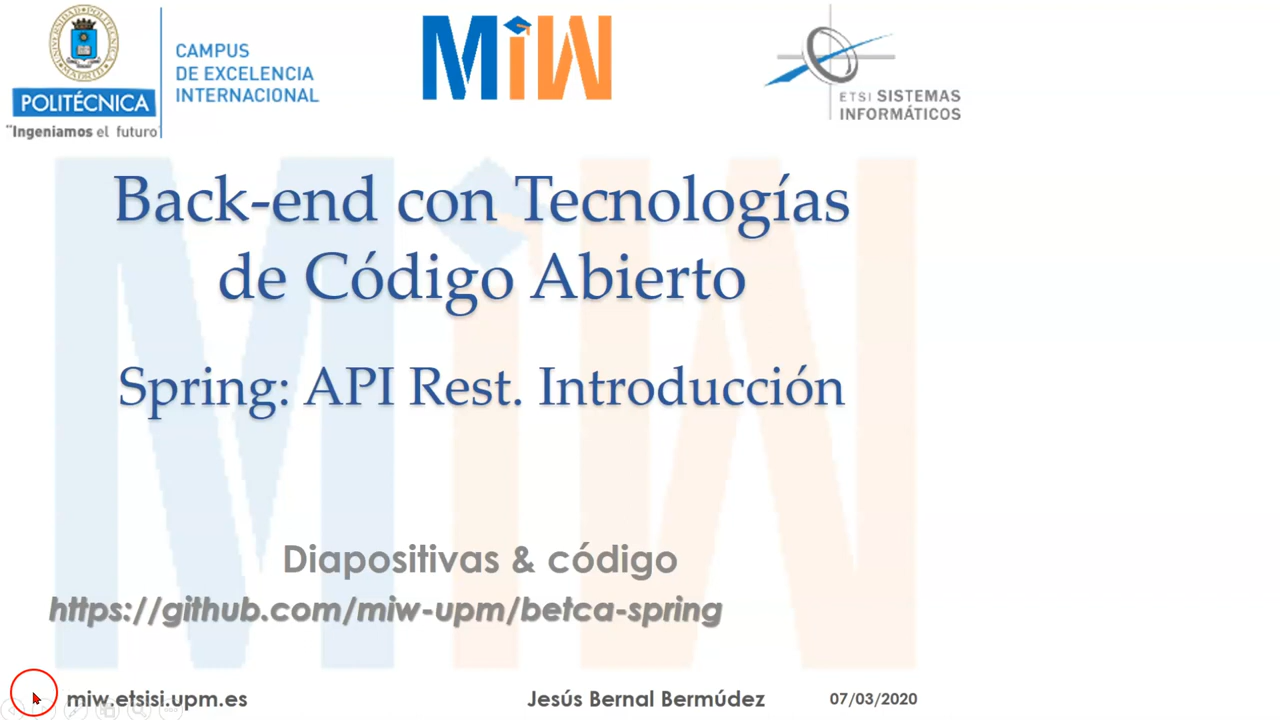 POLITÉCNICA
"Ingeniamos el futuro"
CAMPUS
DE EXCELENCIA
INTERNACIONAL
MiW
ETSI SISTEMAS
INFORMÁTICOS
Back-end con Tecnologías
de Código Abierto
Spring: API Rest. Introducción
Diapositivas & código
https://github.com/miw-upm/betca-spring
miw.etsisi.upm.es
Jesús Bernal Bermúdez
07/03/2020